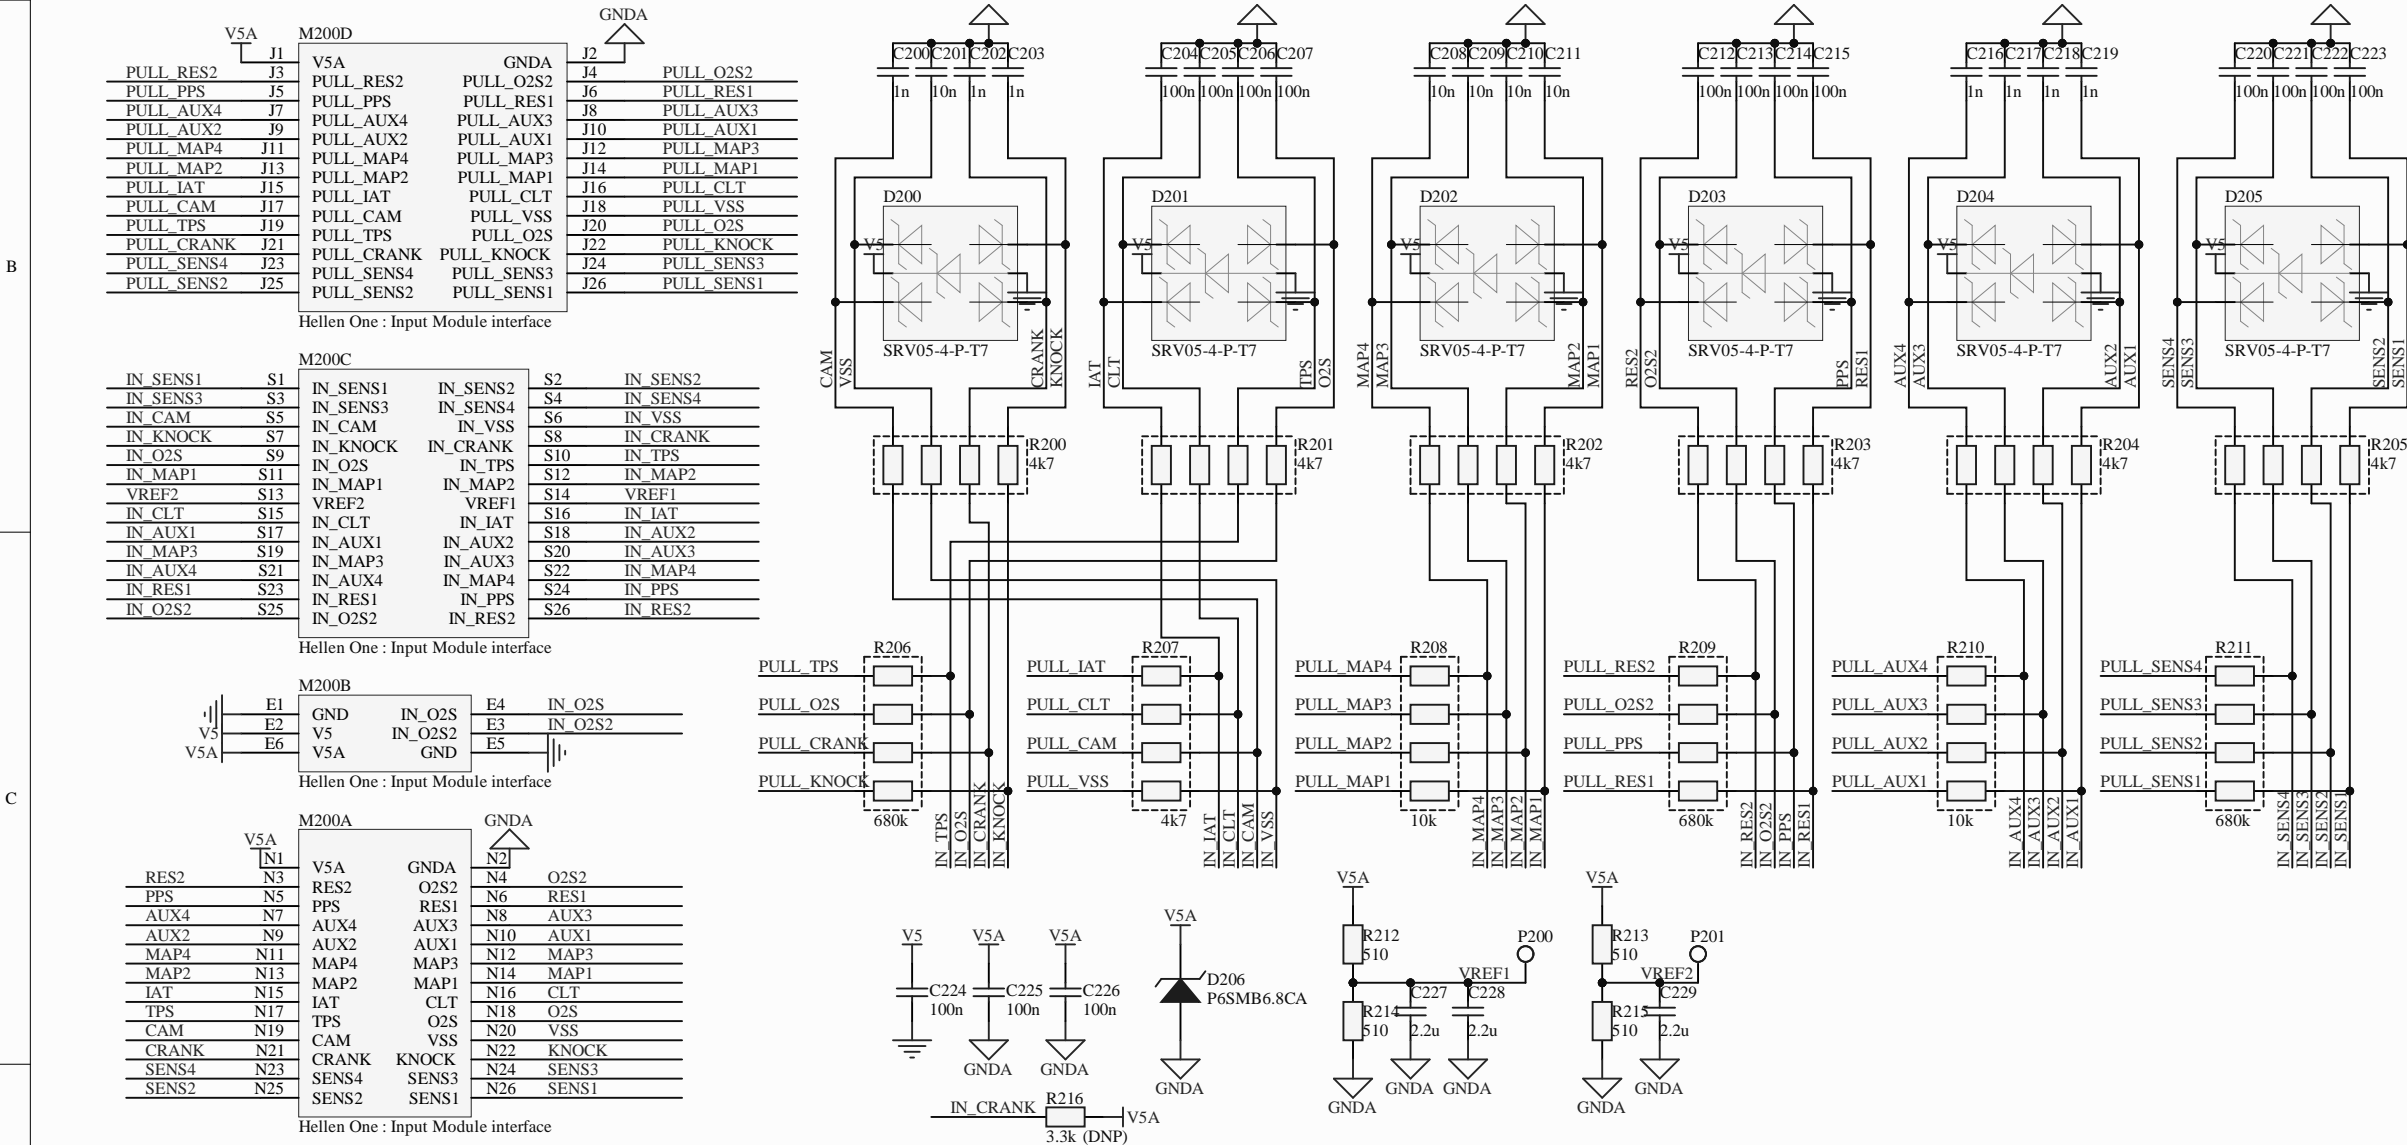 B
C
V5A
M200D
GNDA
J1 V5A GNDA J2
PULL_RES2 J3 PULL_RES2 PULL_O2S2 J4 PULL_O2S2
PULL_PPS J5 PULL_PPS PULL_RES1 J6 PULL_RES1
PULL_AUX4 J7 PULL_AUX4 PULL_AUX3 J8 PULL_AUX3
PULL_AUX2 J9 PULL_AUX2 PULL_AUX1 J10 PULL_AUX1
PULL_MAP4 J11 PULL_MAP4 PULL_MAP3 J12 PULL_MAP3
PULL_MAP2 J13 PULL_MAP2 PULL_MAP1 J14 PULL_MAP1
PULL_IAT J15 PULL_IAT PULL_CLT J16 PULL_CLT
PULL_CAM J17 PULL_CAM PULL_VSS J18 PULL_VSS
PULL_TPS J19 PULL_TPS PULL_O2S J20 PULL_O2S
PULL_CRANK J21 PULL_CRANK PULL_KNOCK J22 PULL_KNOCK
PULL_SENS4 J23 PULL_SENS4 PULL_SENS3 J24 PULL_SENS3
PULL_SENS2 J25 PULL_SENS2 PULL_SENS1 J26 PULL_SENS1
Hellen One : Input Module interface
M200C
IN_SENS1 S1 IN_SENS1 IN_SENS2 S2 IN_SENS2
IN_SENS3 S3 IN_SENS3 IN_SENS4 S4 IN_SENS4
IN_CAM S5 IN_CAM IN_VSS S6 IN_VSS
IN_KNOCK S7 IN_KNOCK IN_CRANK S8 IN_CRANK
IN_O2S S9 IN_O2S IN_TPS S10 IN_TPS
IN_MAP1 S11 IN_MAP1 IN_MAP2 S12 IN_MAP2
VREF2 S13 VREF2 VREF1 S14 VREF1
IN_CLT S15 IN_CLT IN_IAT S16 IN_IAT
IN_AUX1 S17 IN_AUX1 IN_AUX2 S18 IN_AUX2
IN_MAP3 S19 IN_MAP3 IN_AUX3 S20 IN_AUX3
IN_AUX4 S21 IN_AUX4 IN_MAP4 S22 IN_MAP4
IN_RES1 S23 IN_RES1 IN_PPS S24 IN_PPS
IN_O2S2 S25 IN_O2S2 IN_RES2 S26 IN_RES2
Hellen One : Input Module interface
M200B
E1 GND IN_O2S E4 IN_O2S
V5 E2 V5 IN_O2S2 E3 IN_O2S2
V5A E6 V5A GND E5
Hellen One : Input Module interface
M200A
V5A
GNDA
N1 V5A GNDA N2
RES2 N3 RES2 O2S2 N4 O2S2
PPS N5 PPS RES1 N6 RES1
AUX4 N7 AUX4 AUX3 N8 AUX3
AUX2 N9 AUX2 AUX1 N10 AUX1
MAP4 N11 MAP4 MAP3 N12 MAP3
MAP2 N13 MAP2 MAP1 N14 MAP1
IAT N15 IAT CLT N16 CLT
TPS N17 TPS O2S N18 O2S
CAM N19 CAM VSS N20 VSS
CRANK N21 CRANK KNOCK N22 KNOCK
SENS4 N23 SENS4 SENS3 N24 SENS3
SENS2 N25 SENS2 SENS1 N26 SENS1
Hellen One : Input Module interface
C200 C201 C202 C203
1n 10n 1n 1n
D200
V5
SRV05-4-P-T7
CAM VSS CRANK KNOCK
R200
4k7
C204 C205 C206 C207
100n 100n 100n 100n
D201
V5
SRV05-4-P-T7
IAT CLT TPS O2S
R201
4k7
C208 C209 C210 C211
10n 10n 10n 10n
D202
V5
SRV05-4-P-T7
MAP4 MAP3 MAP2 MAP1
R202
4k7
C212 C213 C214 C215
100n 100n 100n 100n
D203
V5
SRV05-4-P-T7
RES2 O2S2 PPS RES1
R203
4k7
C216 C217 C218 C219
1n 1n 1n 1n
D204
V5
SRV05-4-P-T7
AUX4 AUX3 AUX2 AUX1
R204
4k7
C220 C221 C222 C223
100n 100n 100n 100n
D205
V5
SRV05-4-P-T7
SENS4 SENS3 SENS2 SENS1
R205
4k7
R206
PULL_TPS
PULL_O2S
PULL_CRANK
PULL_KNOCK
680k
IN_TPS IN_O2S IN_CRANK IN_KNOCK
R207
PULL_IAT
PULL_CLT
PULL_CAM
PULL_VSS
4k7
IN_IAT IN_CLT IN_CAM IN_VSS
R208
PULL_MAP4
PULL_MAP3
PULL_MAP2
PULL_MAP1
10k
IN_MAP4 IN_MAP3 IN_MAP2 IN_MAP1
R209
PULL_RES2
PULL_O2S2
PULL_PPS
PULL_RES1
680k
IN_RES2 IN_O2S2 IN_PPS IN_RES1
R210
PULL_AUX4
PULL_AUX3
PULL_AUX2
PULL_AUX1
10k
IN_AUX4 IN_AUX3 IN_AUX2 IN_AUX1
R211
PULL_SENS4
PULL_SENS3
PULL_SENS2
PULL_SENS1
680k
IN_SENS4 IN_SENS3 IN_SENS2 IN_SENS1
V5
C224
100n
V5A
C225
100n
GNDA
V5A
C226
100n
GNDA
V5A
D206
P6SMB6.8CA
GNDA
V5A
R212
510
P200
VREF1
R214
510
C227
2.2u
C228
2.2u
GNDA
GNDA
GNDA
V5A
R213
510
P201
VREF2
R215
510
C229
2.2u
GNDA
GNDA
IN_CRANK
R216
V5A
3.3k (DNP)